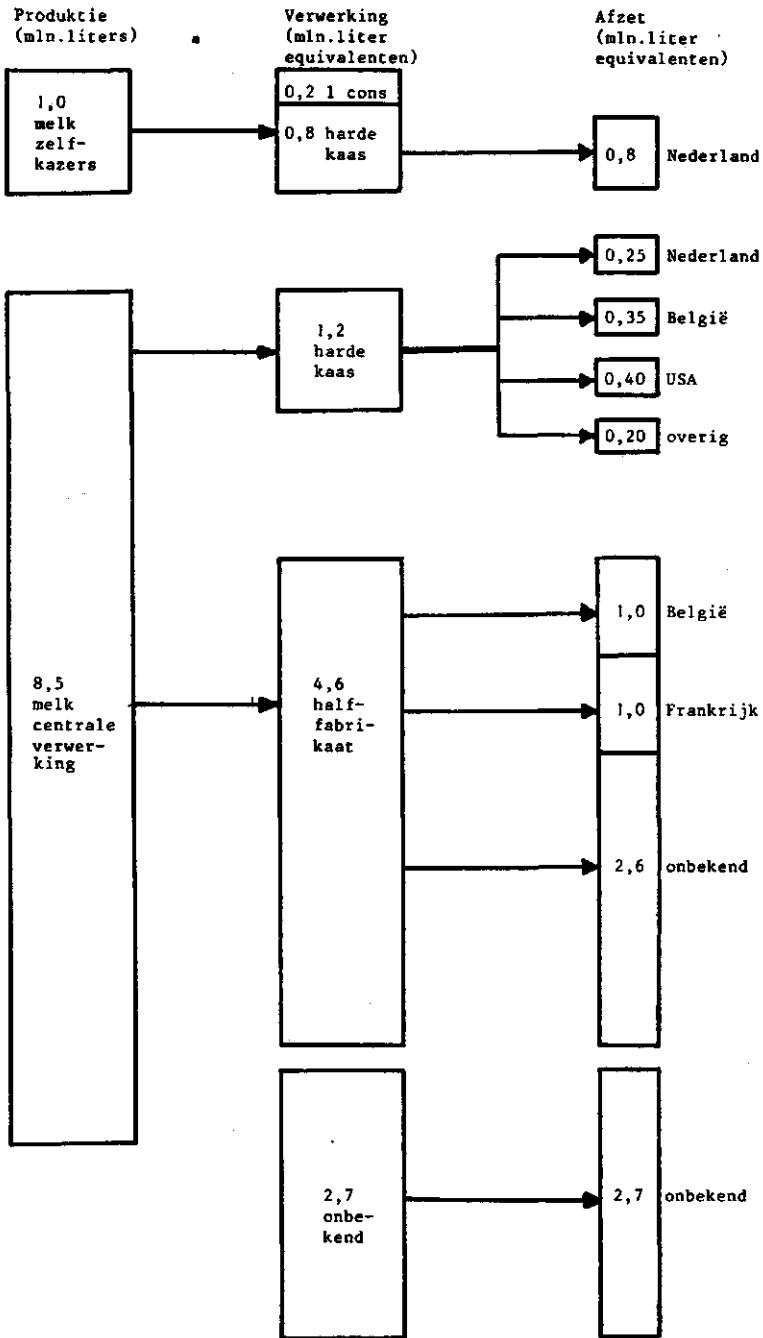 Produktie
(mln.liters)
Verwerking
(mln.liter
equivalenten)
Afzet
(mln.liter
equivalenten)
1,0
melk
zelf-
kazers
0,2 1 cons
0,8 harde
kaas
0,8 Nederland
8,5
melk
centrale
verwer-
king
1,2
harde
kaas
0,25 Nederland
0,35 België
0,40 USA
0,20 overig
4,6
half-
fabri-
kaat
1,0 België
1,0 Frankrijk
2,6 onbekend
2,7
onbe-
kend
2,7 onbekend